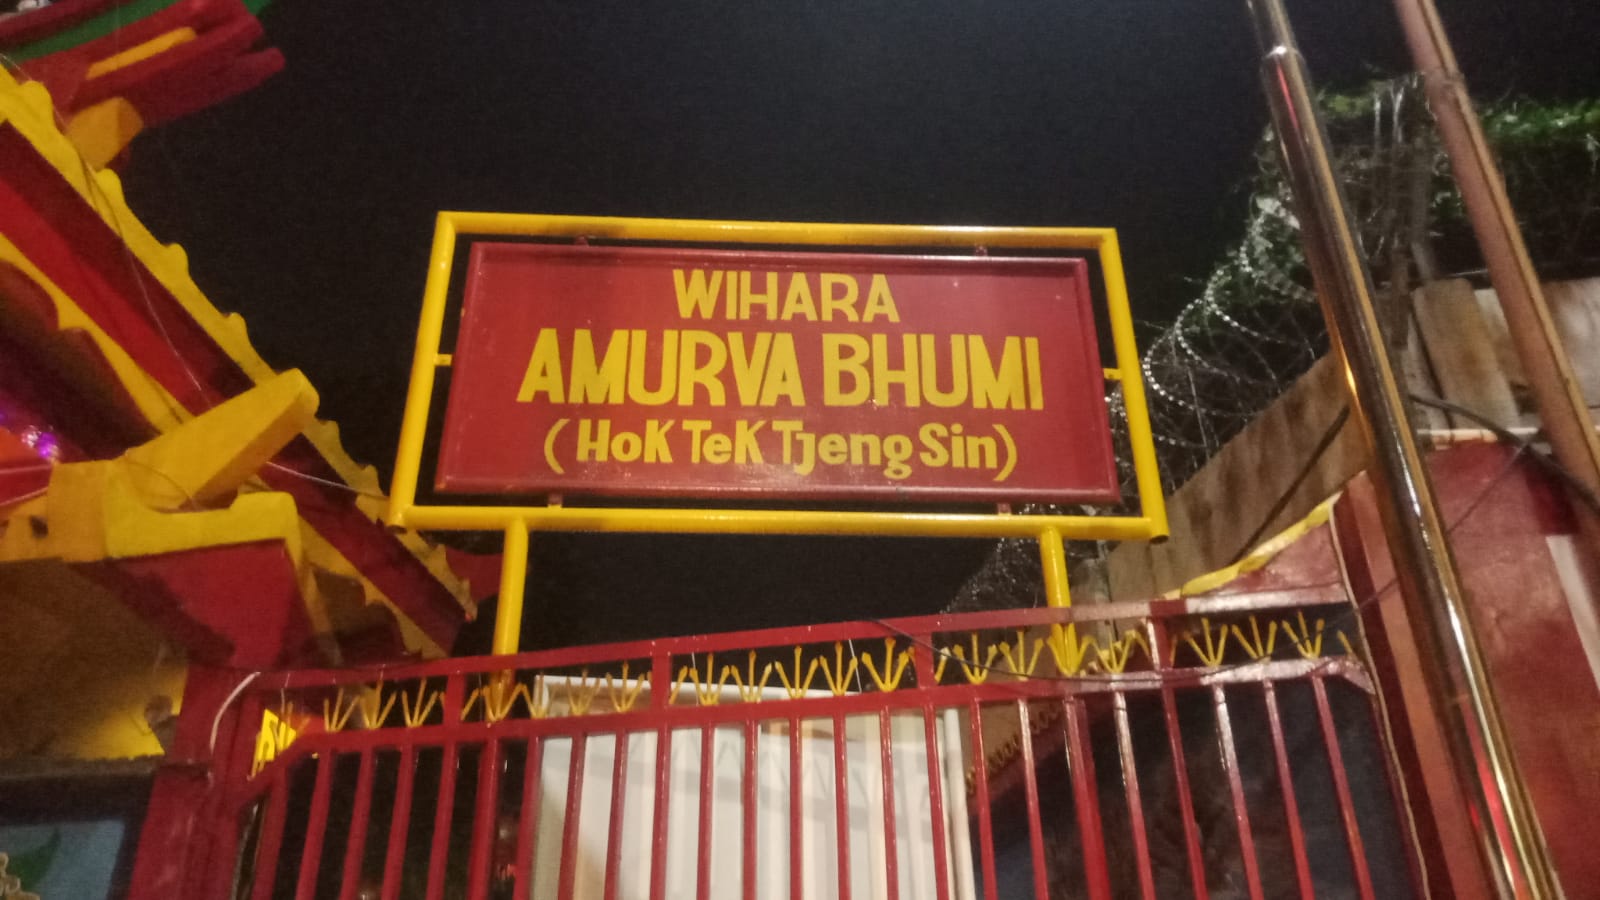 WIHARA
AMURVA BHUMI
(HoK TeK TJeng Sin)